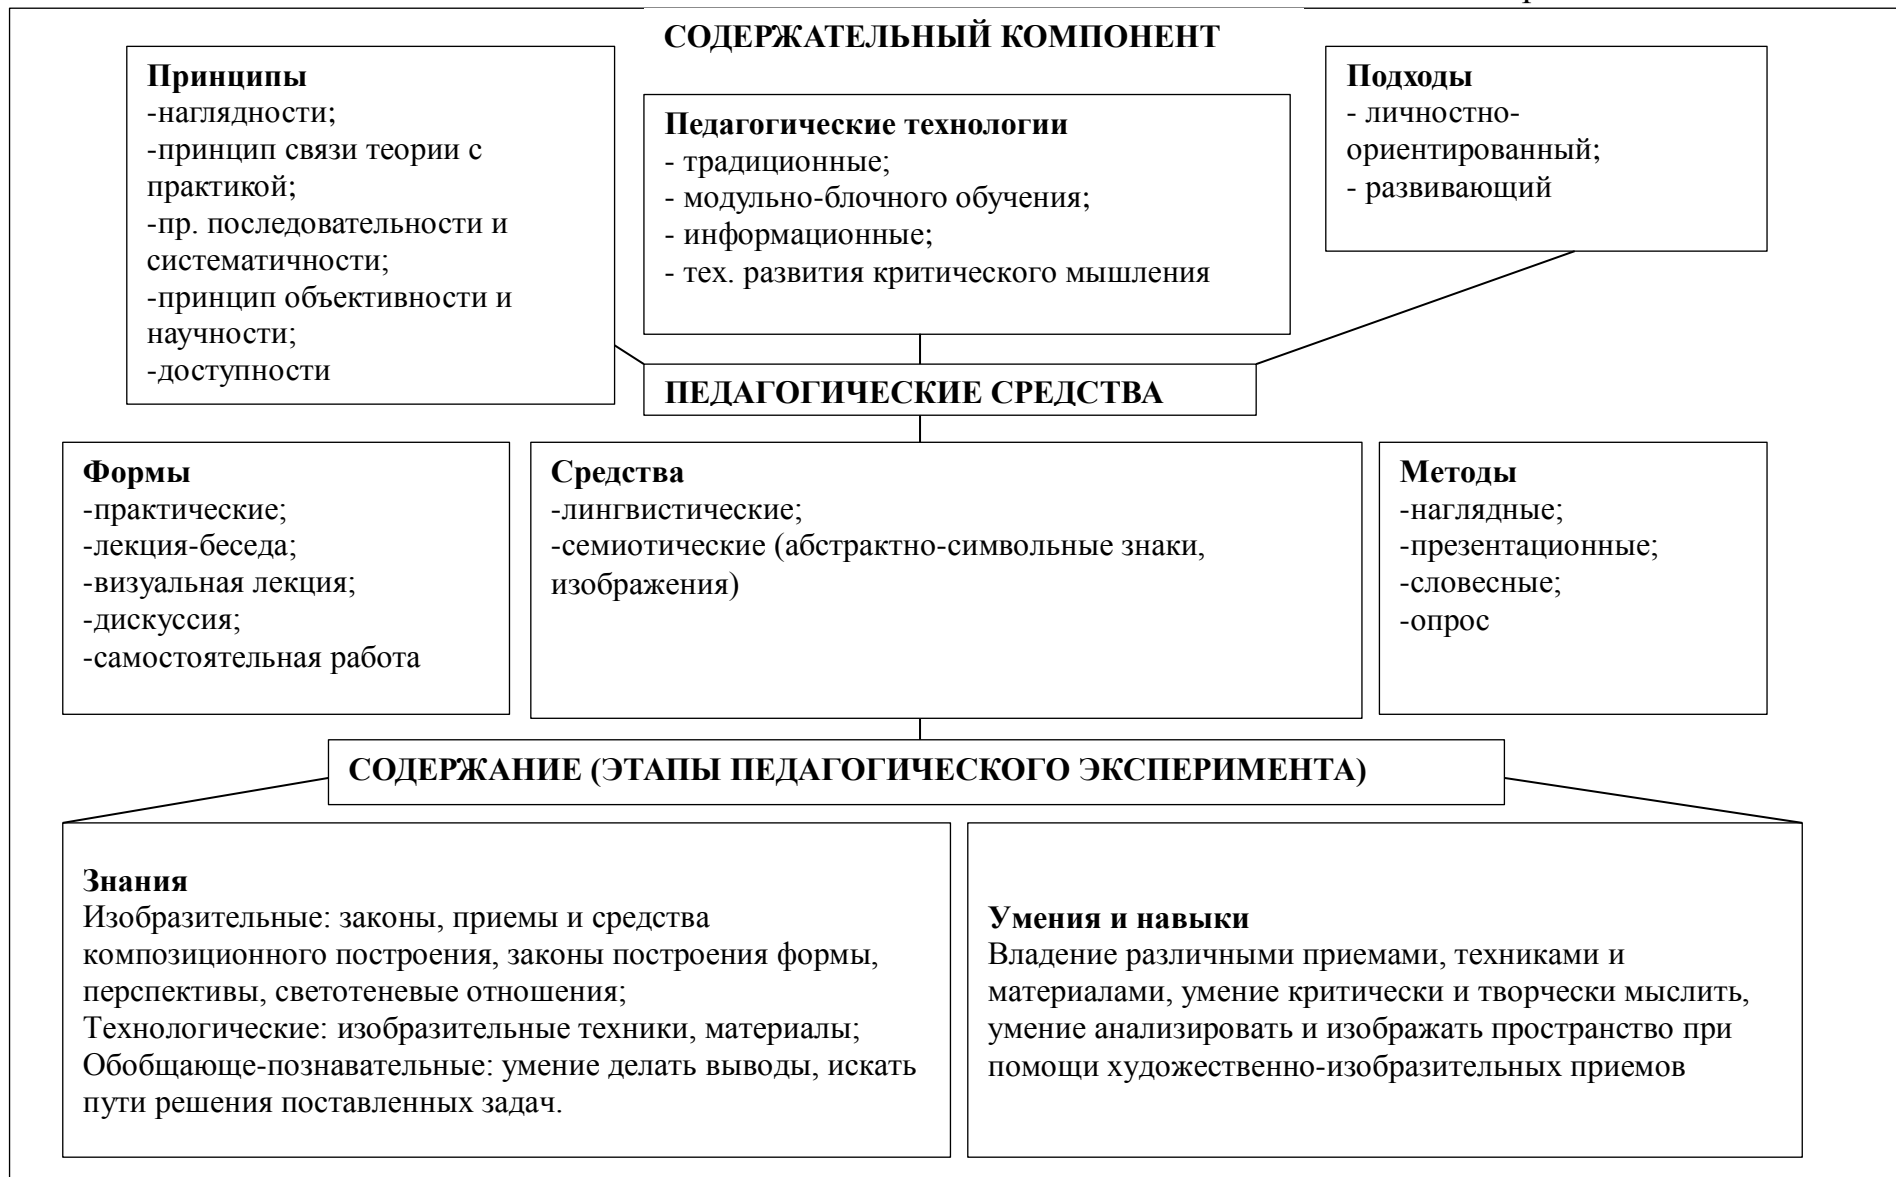 СОДЕРЖАТЕЛЬНЫЙ КОМПОНЕНТ
Принципы
-наглядности;
-принцип связи теории с
практикой;
-пр. последовательности и
систематичности;
-принцип объективности и
научности;
-доступности
Педагогические технологии
- традиционные;
- модульно-блочного обучения;
- информационные;
- тех. развития критического мышления
Подходы
- личностно-
ориентированный;
- развивающий
ПЕДАГОГИЧЕСКИЕ СРЕДСТВА
Формы
-практические;
-лекция-беседа;
-визуальная лекция;
-дискуссия;
-самостоятельная работа
Средства
-лингвистические;
-семиотические (абстрактно-символьные знаки,
изображения)
Методы
-наглядные;
-презентационные;
-словесные;
-опрос
СОДЕРЖАНИЕ (ЭТАПЫ ПЕДАГОГИЧЕСКОГО ЭКСПЕРИМЕНТА)
Знания
Изобразительные: законы, приемы и средства
композиционного построения, законы построения формы,
перспективы, светотеневые отношения;
Технологические: изобразительные техники, материалы;
Обобщающе-познавательные: умение делать выводы, искать
пути решения поставленных задач.
Умения и навыки
Владение различными приемами, техниками и
материалами, умение критически и творчески мыслить,
умение анализировать и изображать пространство при
помощи художественно-изобразительных приемов